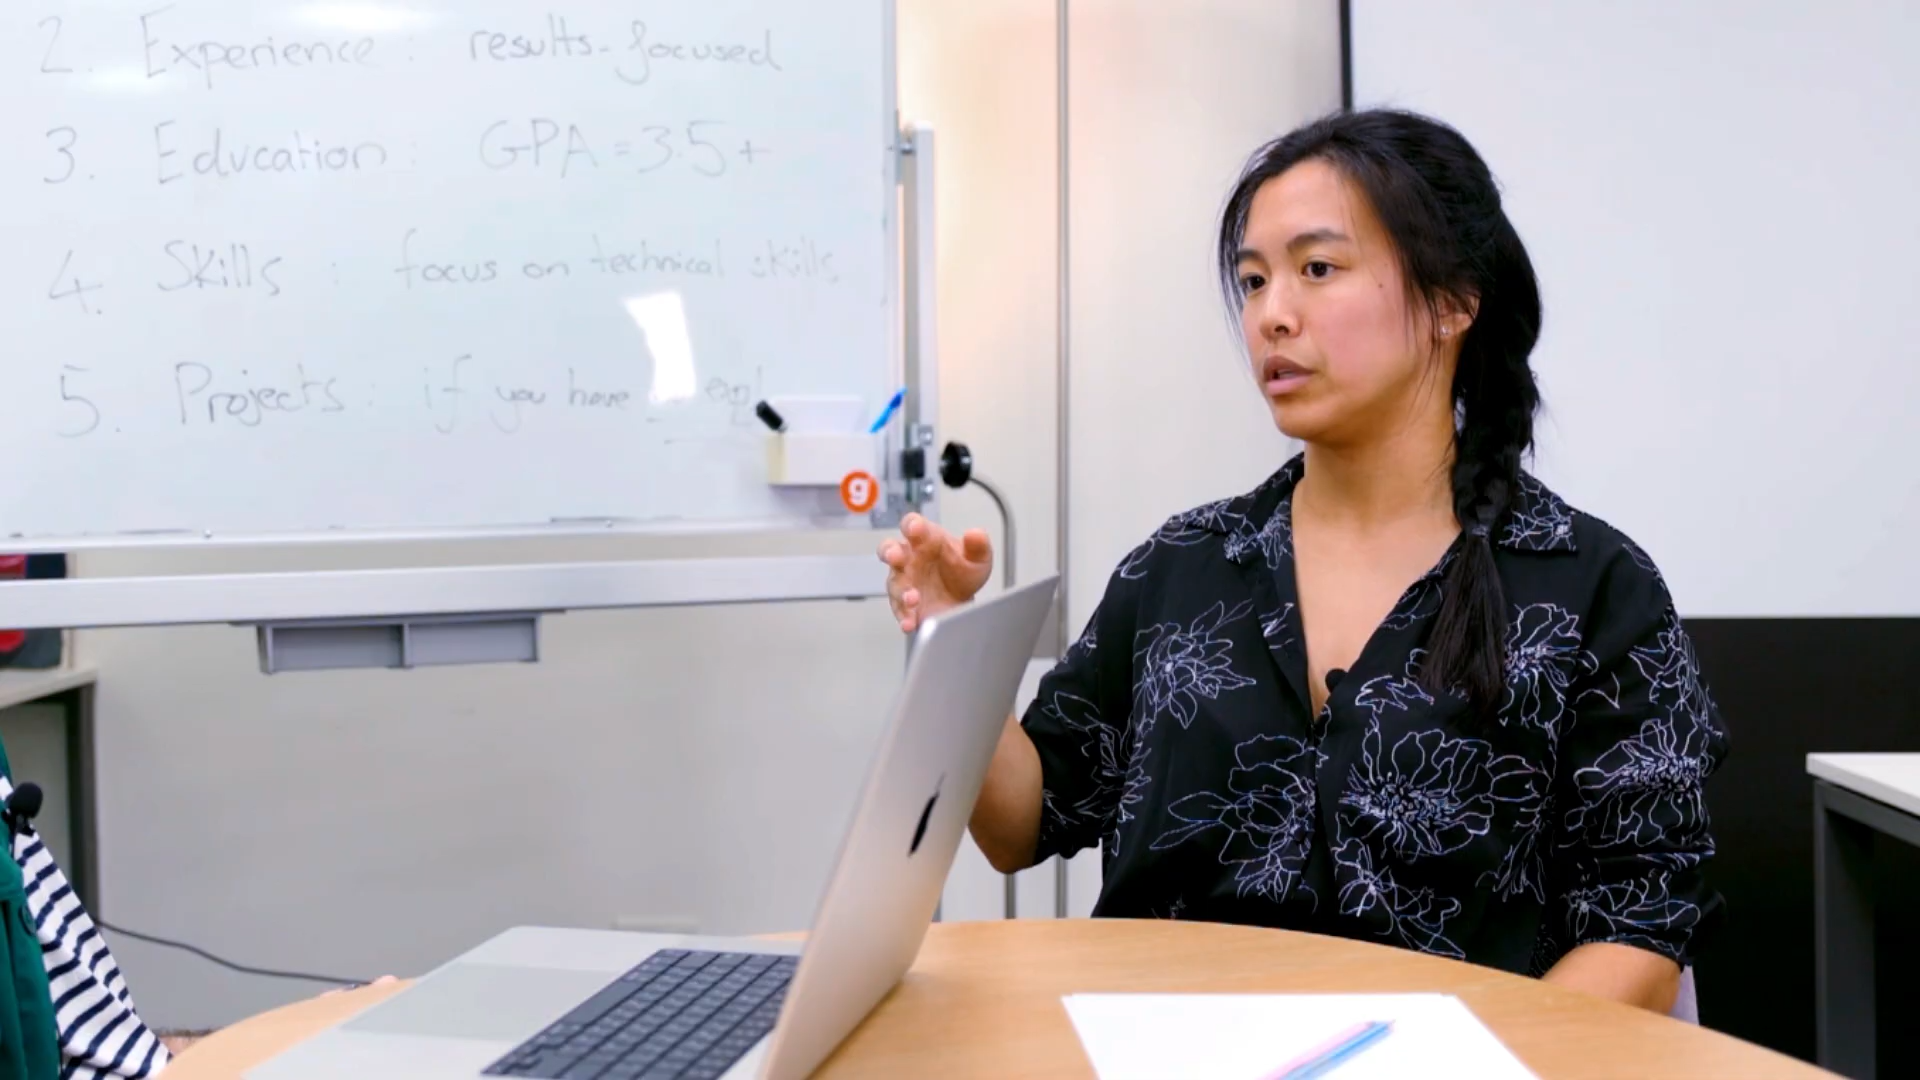 2. Experience : results-focused
3. Education : GPA = 3.5+
4. Skills : focus on technical skills
5. Projects : if you have
g